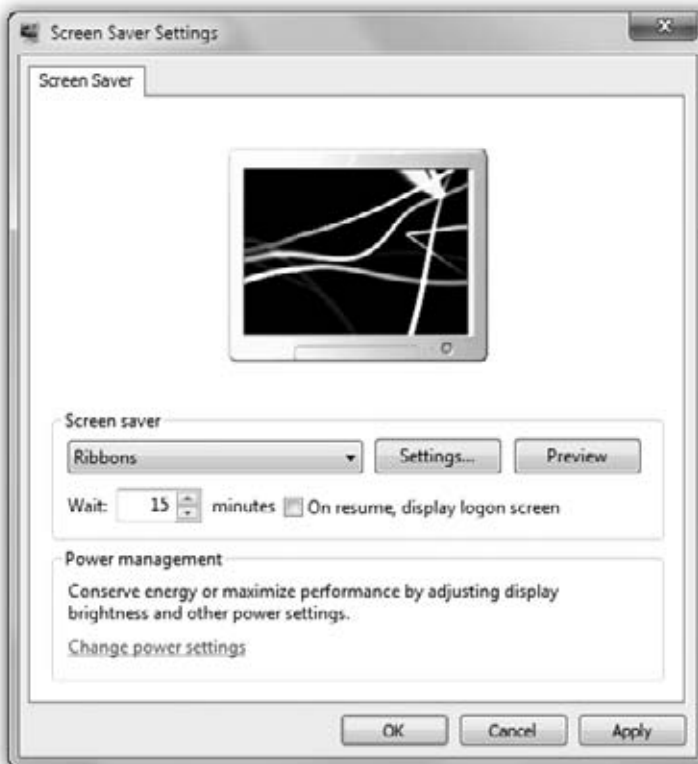 Screen Saver Settings
Screen Saver
Screen saver
Ribbons
Settings...
Preview
Wait: 15 minutes On resume, display logon screen
Power management
Conserve energy or maximize performance by adjusting display
brightness and other power settings.
Change power settings
OK Cancel Apply